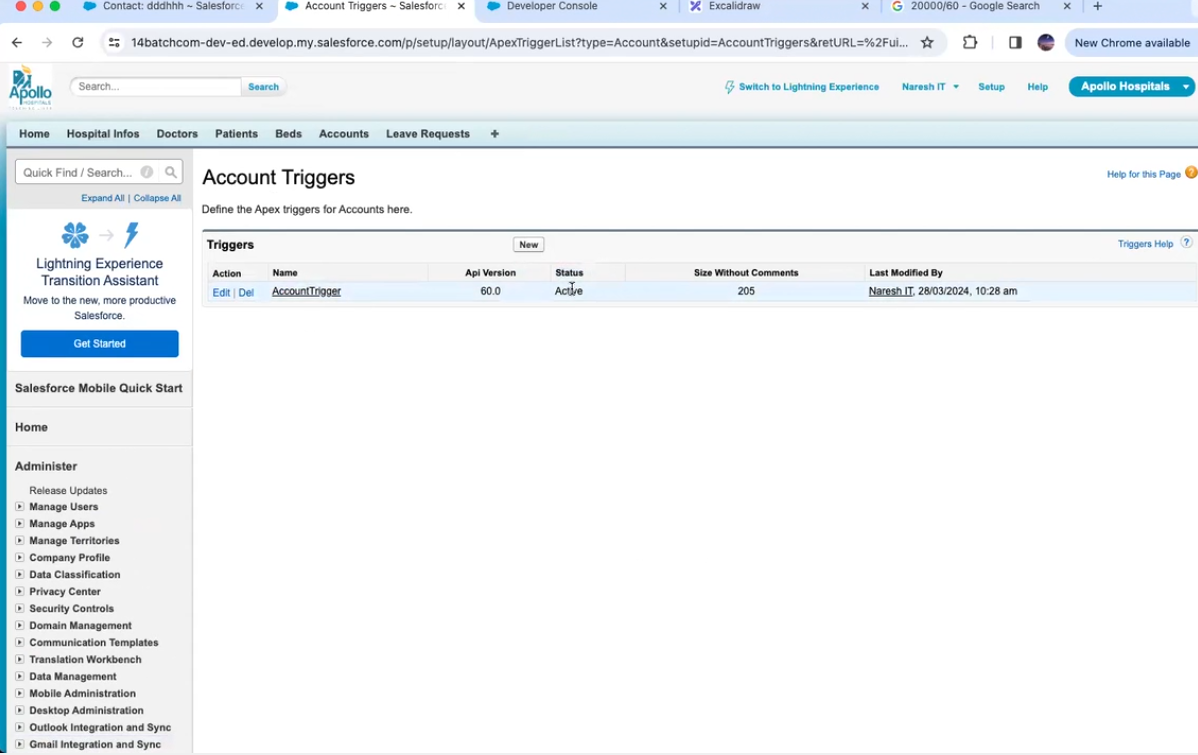 Contact: dddhhh ~ Salesforc
Account Triggers ~ Salesforc
Developer Console
Excalidraw
20000/60 - Google Search
14batchcom-dev-ed.develop.my.salesforce.com/p/setup/layout/ApexTriggerList?type=Account&setupid=AccountTriggers&retURL=%2Fui...
New Chrome available
Apollo
HOSPITALS
Search...
Search
Switch to Lightning Experience
Naresh IT
Setup
Help
Apollo Hospitals
Home
Hospital Infos
Doctors
Patients
Beds
Accounts
Leave Requests
+
Quick Find / Search...
Expand All | Collapse All
Lightning Experience
Transition Assistant
Move to the new, more productive
Salesforce.
Get Started
Salesforce Mobile Quick Start
Home
Administer
Release Updates
Manage Users
Manage Apps
Manage Territories
Company Profile
Data Classification
Privacy Center
Security Controls
Domain Management
Communication Templates
Translation Workbench
Data Management
Mobile Administration
Desktop Administration
Outlook Integration and Sync
Gmail Integration and Sync
Account Triggers
Help for this Page
Define the Apex triggers for Accounts here.
Triggers
New
Triggers Help
Action Name Api Version Status Size Without Comments Last Modified By
Edit | Del AccountTrigger 60.0 Active 205 Naresh IT, 28/03/2024, 10:28 am